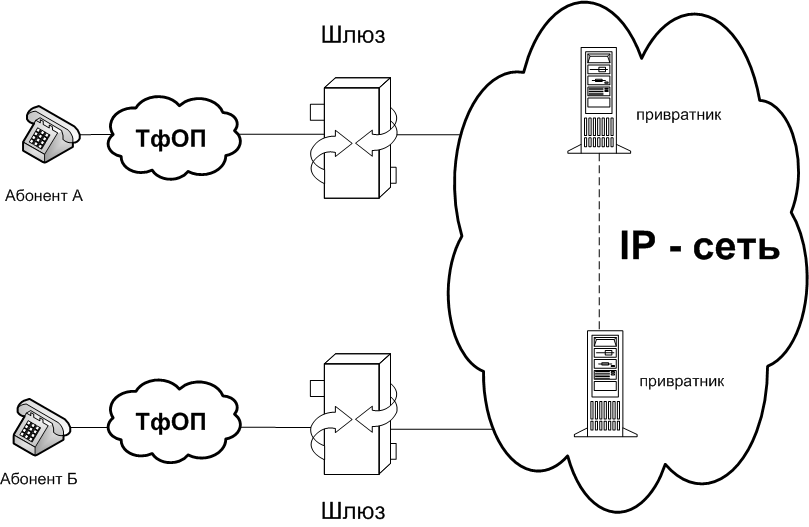 Шлюз
привратник
ТфОП
Абонент А
IP - сеть
привратник
ТфОП
Абонент Б
Шлюз